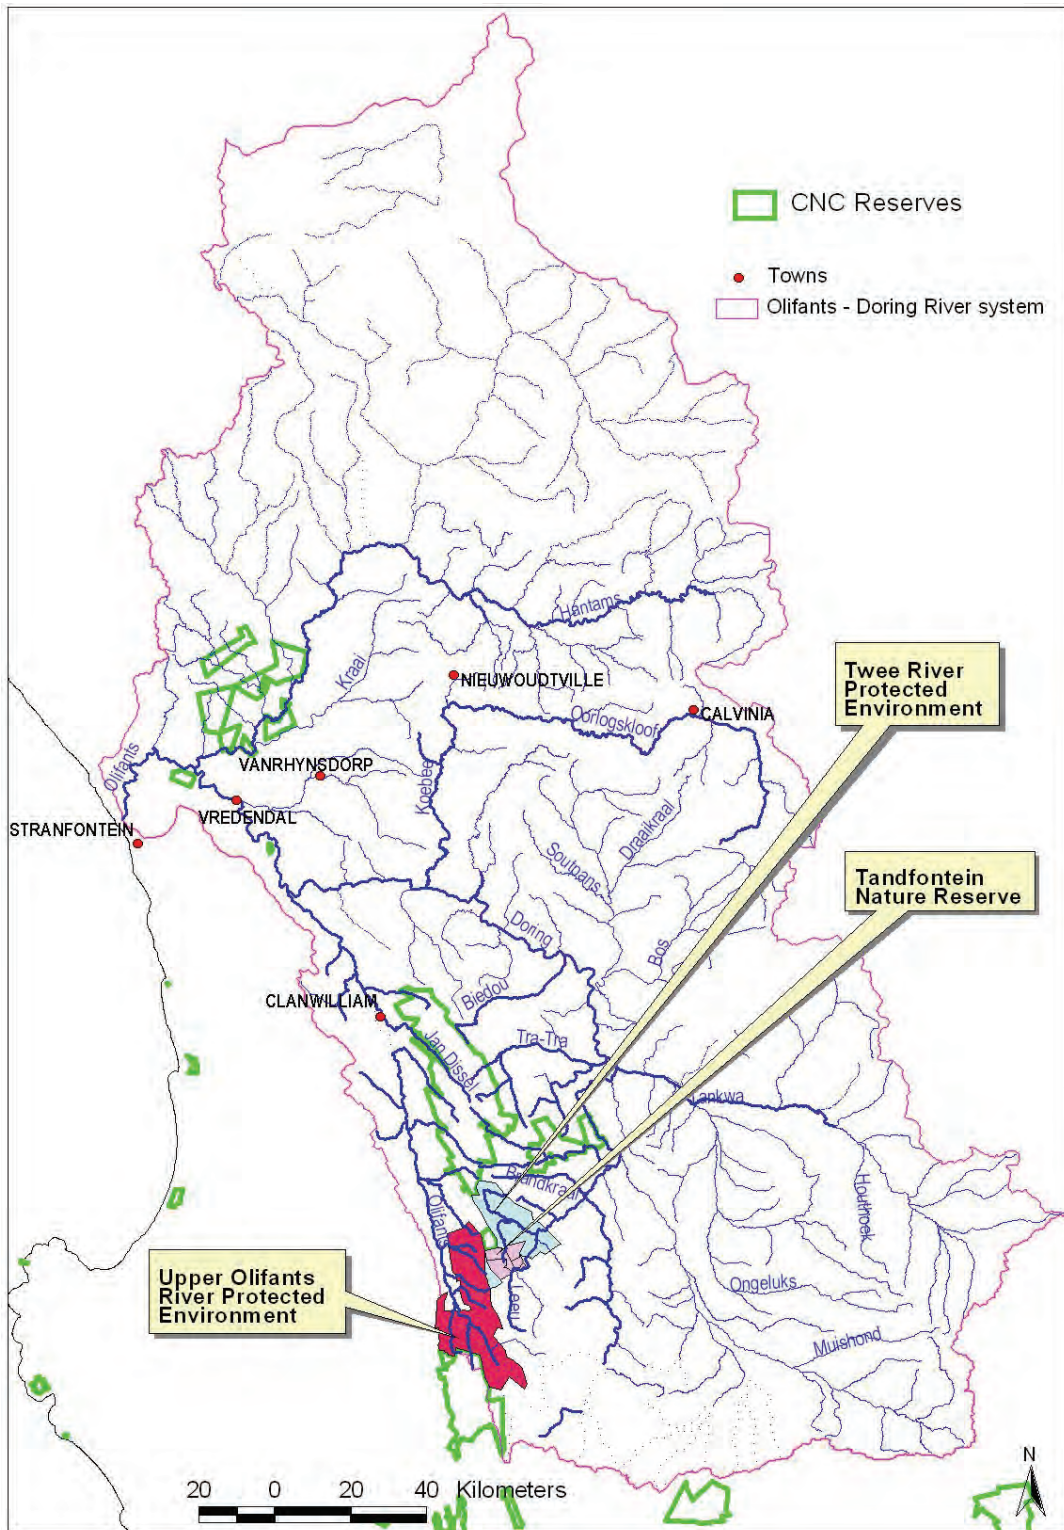 CNC Reserves
Towns
Olifants - Doring River system
Hantams
Kraai
NIEUWOUDTVILLE
Twee River
Protected
Environment
Oorlogskloof
CALVINIA
Olifants
VANRHYNSDORP
Koebee
VREDENDAL
STRANFONTEIN
Draaikraal
Soutpans
Tandfontein
Nature Reserve
Doring
Bos
Biedou
CLANWILLIAM
Tra-Tra
Jan Dissel
Tankwa
Brandkraal
Olifants
Houthoek
Upper Olifants
River Protected
Environment
Leeu
Ongeluks
Muishond
N
20 0 20 40 Kilometers